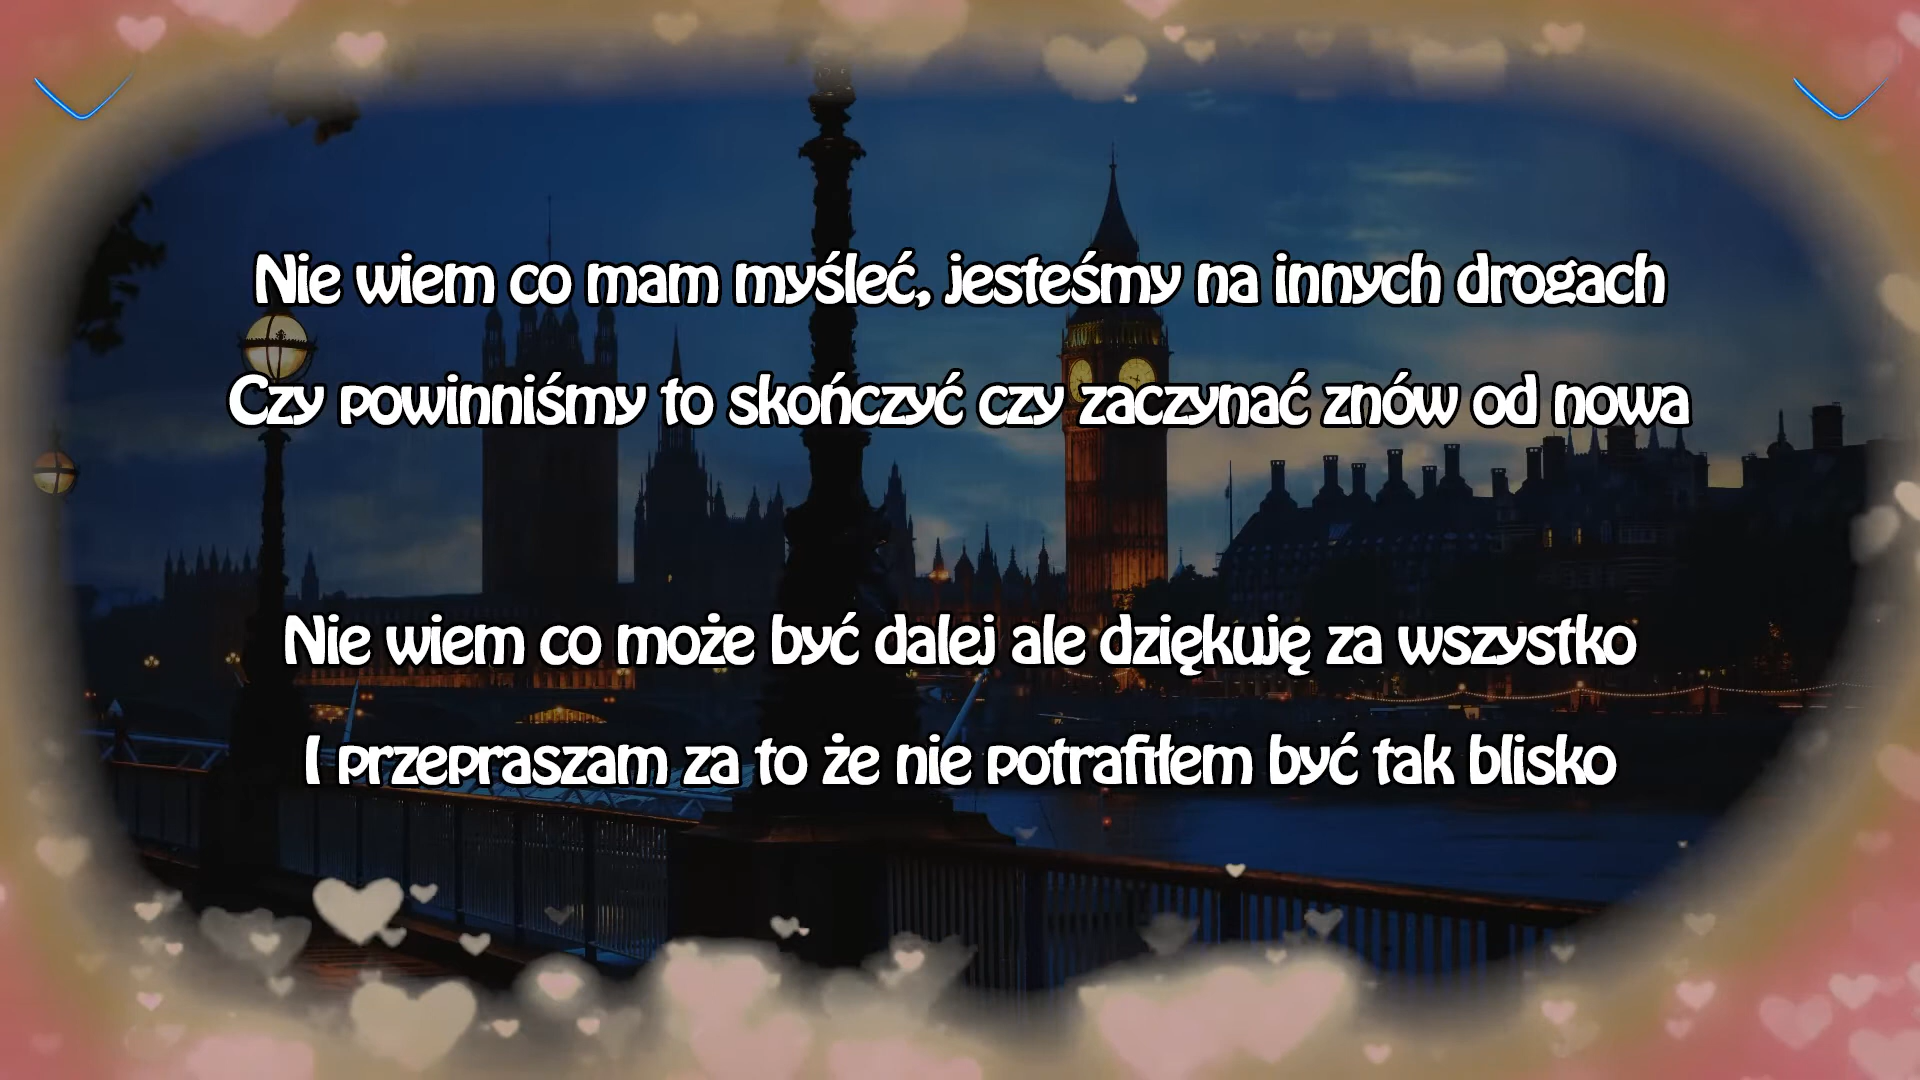 Nie wiem co mam myśleć, jesteśmy na innych drogach
Czy powinniśmy to skończyć czy zaczynać znów od nowa
Nie wiem co może być dalej ale dziękuję za wszystko
I przepraszam za to że nie potrafiłem być tak blisko